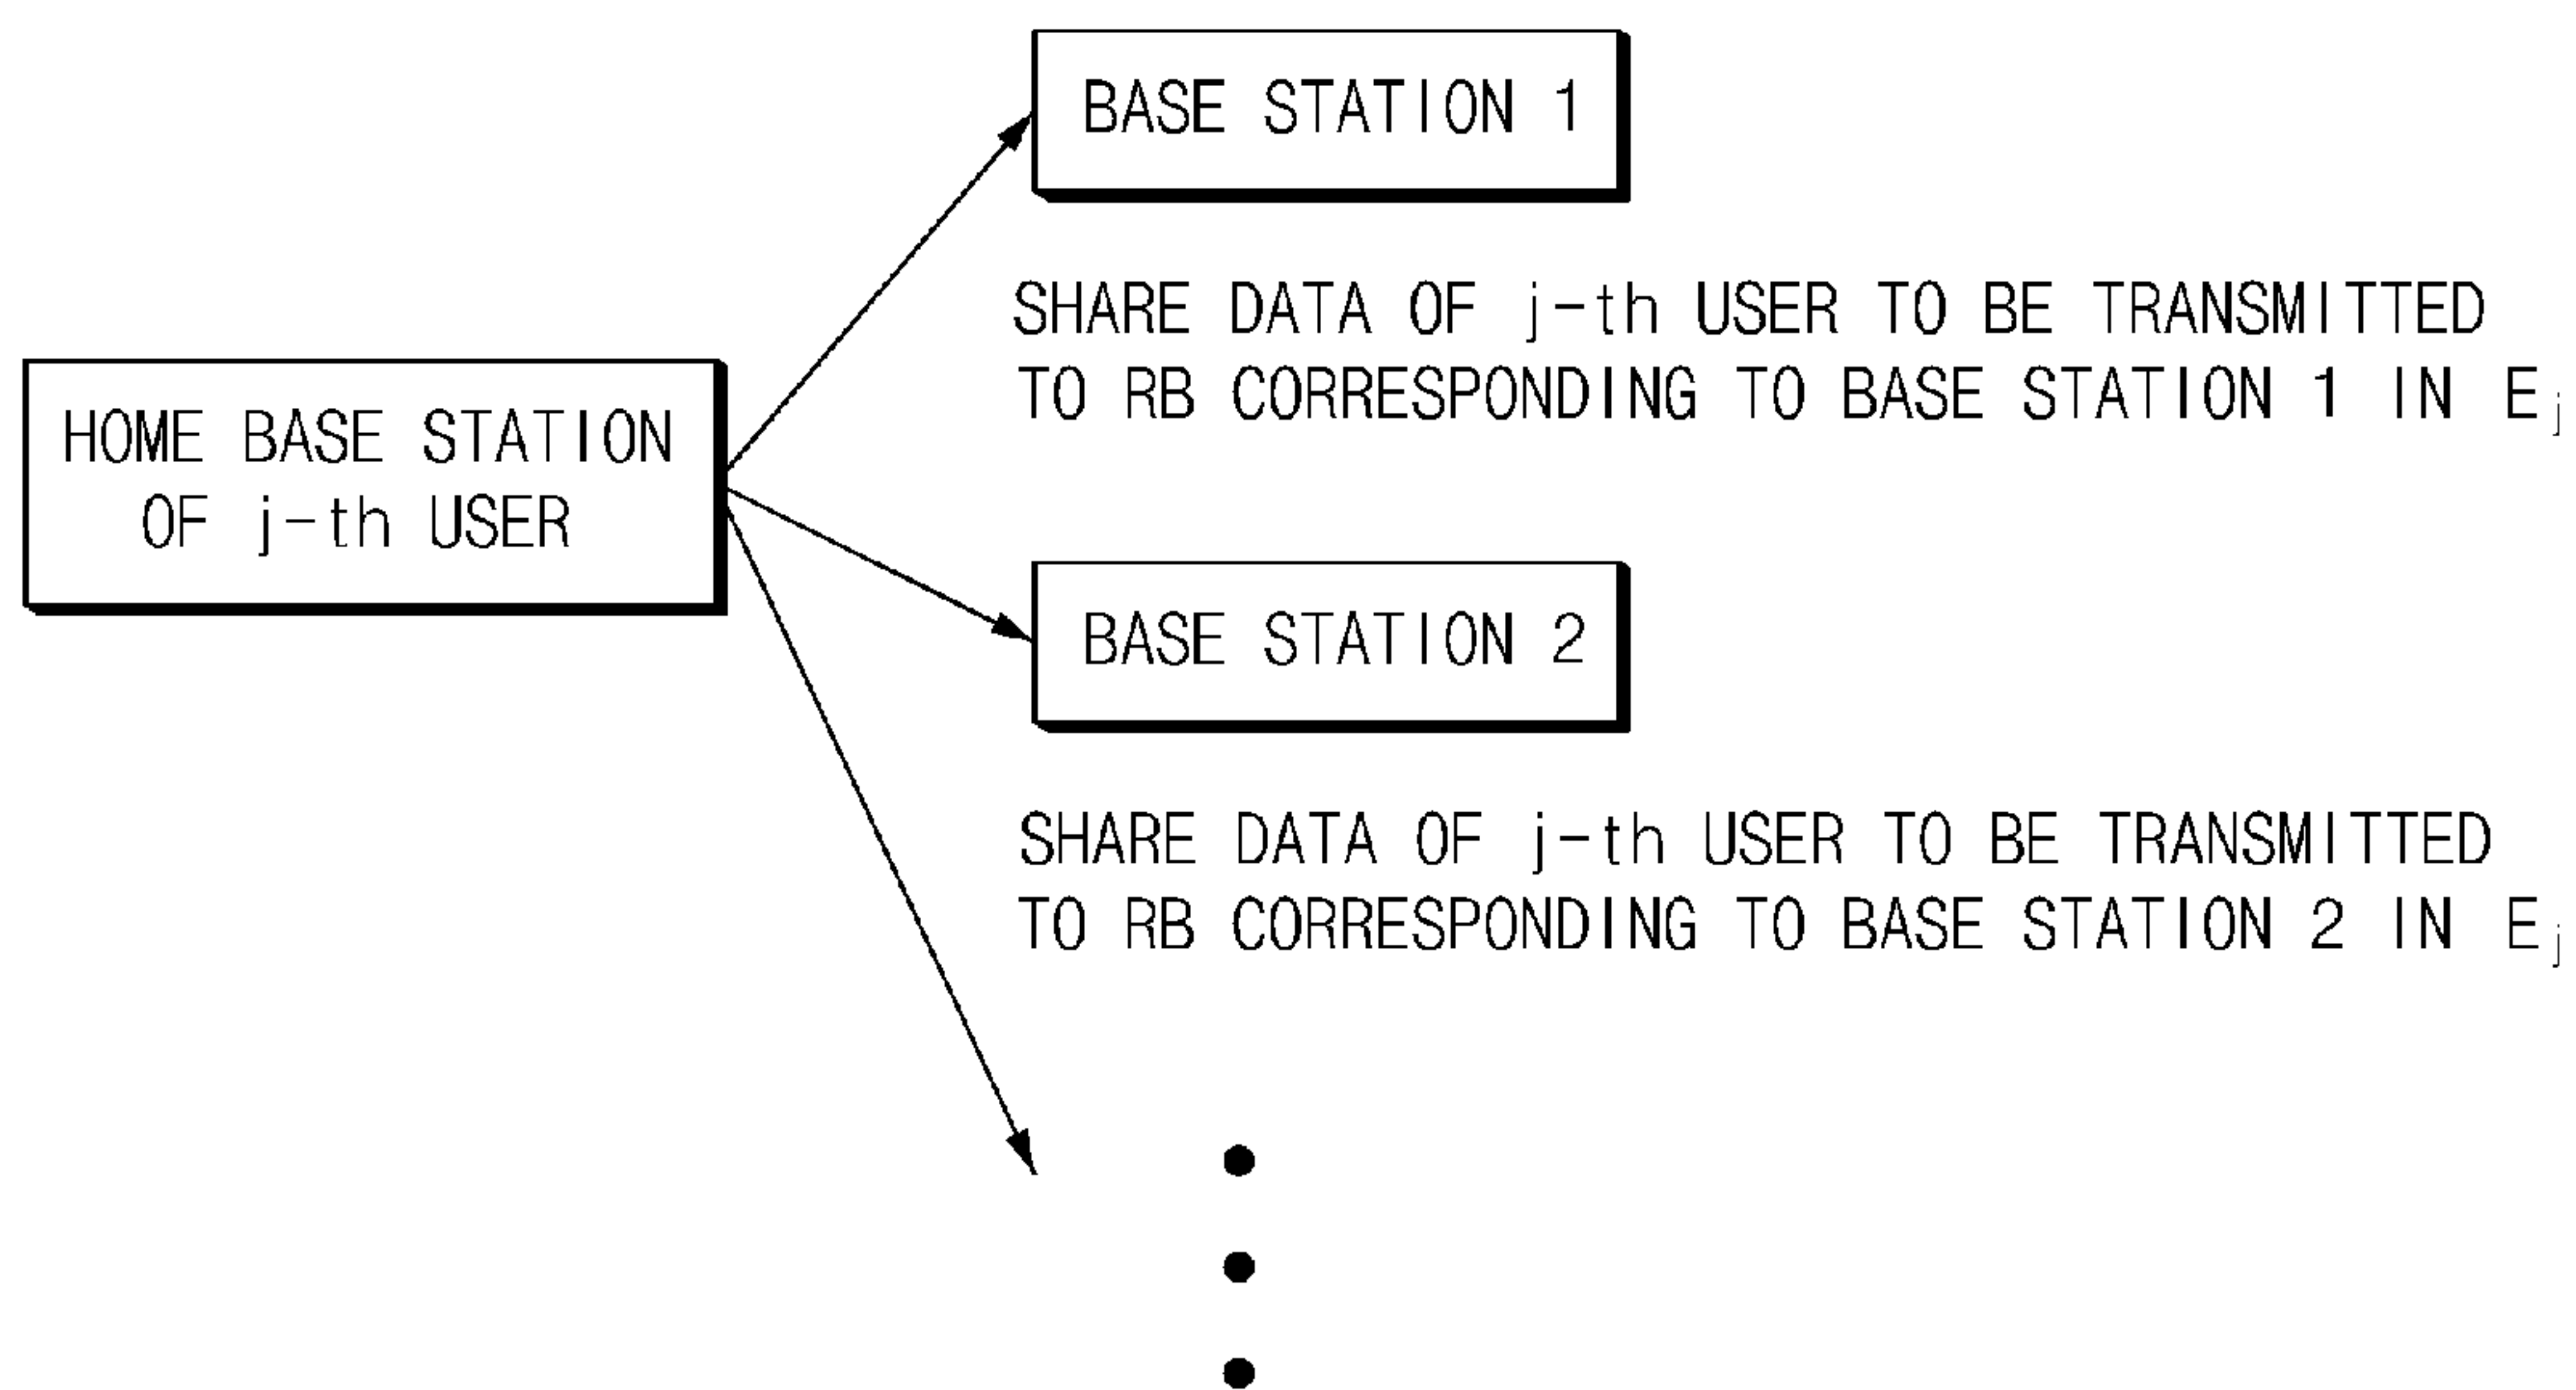 BASE STATION 1
SHARE DATA OF j-th USER TO BE TRANSMITTED
TO RB CORRESPONDING TO BASE STATION 1 IN Ej
HOME BASE STATION
OF j-th USER
BASE STATION 2
SHARE DATA OF j-th USER TO BE TRANSMITTED
TO RB CORRESPONDING TO BASE STATION 2 IN Ej